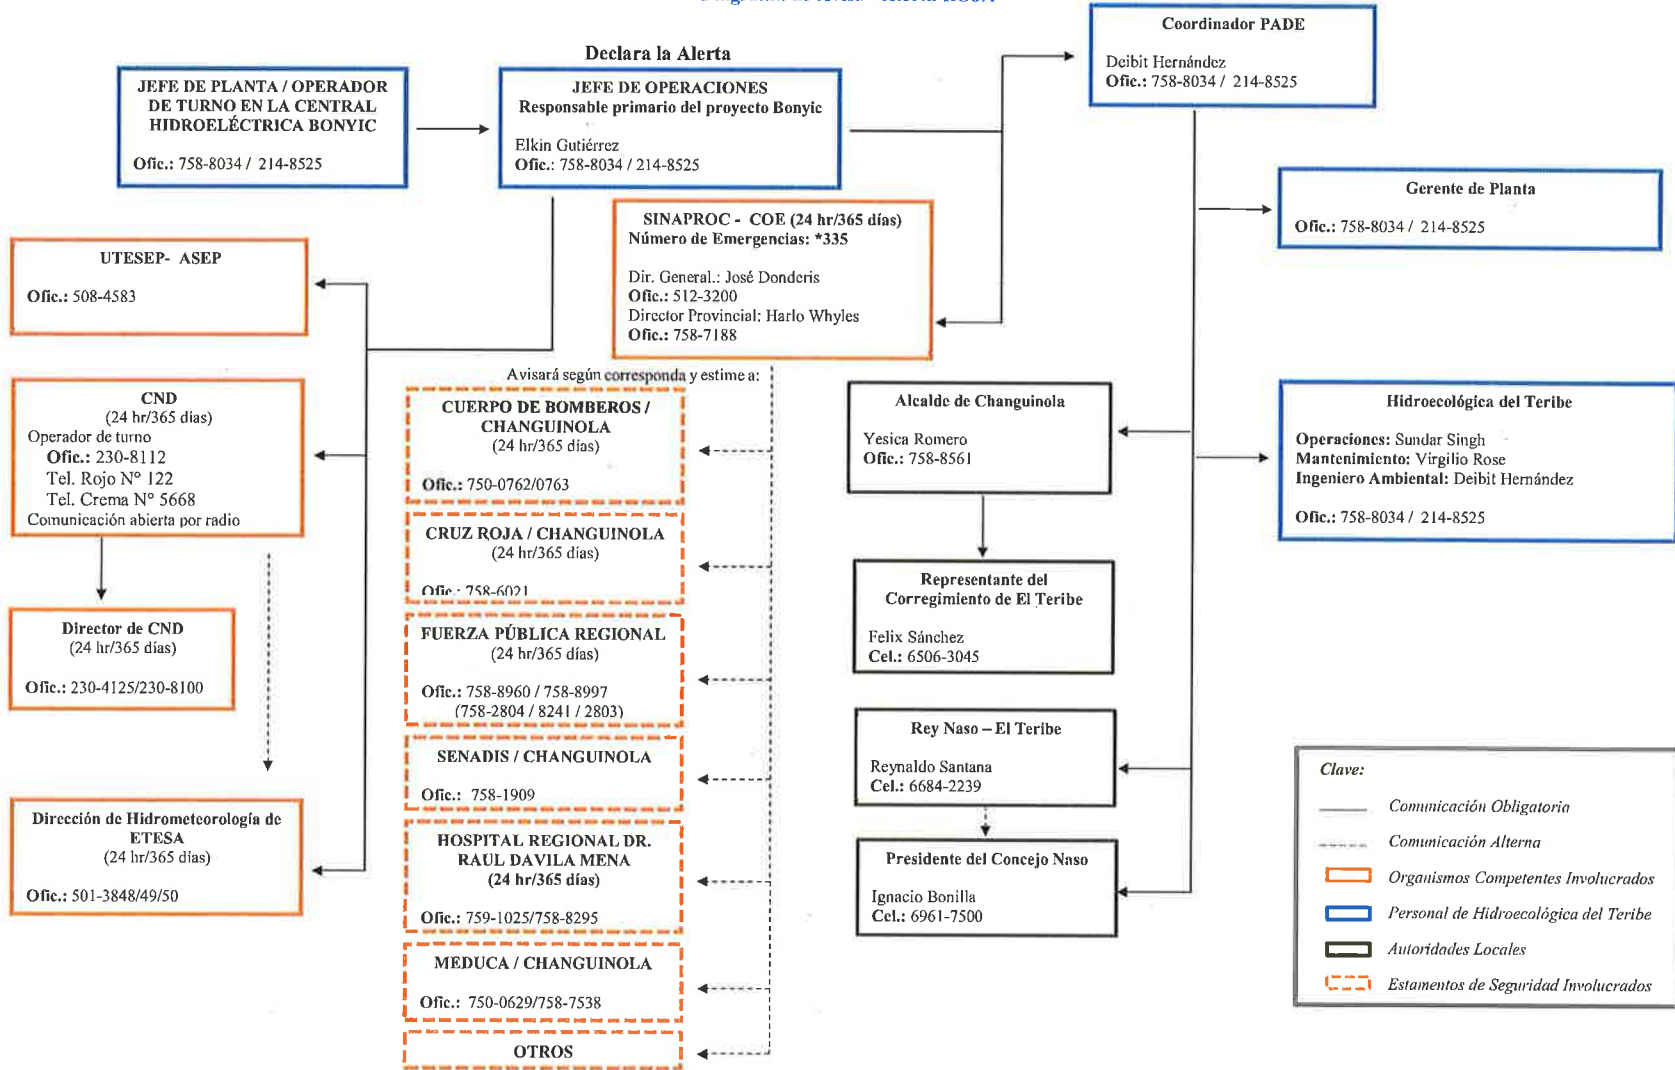 Coordinador PADE
Deibit Hernández
Ofic.: 758-8034 / 214-8525
Declara la Alerta
JEFE DE PLANTA / OPERADOR
DE TURNO EN LA CENTRAL
HIDROELÉCTRICA BONYIC
Ofic.: 758-8034 / 214-8525
JEFE DE OPERACIONES
Responsable primario del proyecto Bonyic
Elkin Gutiérrez
Ofic.: 758-8034 / 214-8525
Gerente de Planta
Ofic.: 758-8034 / 214-8525
SINAPROC - COE (24 hr/365 días)
Número de Emergencias: *335
Dir. General.: José Donderis
Ofic.: 512-3200
Director Provincial: Harlo Whyles
Ofic.: 758-7188
UTESEP- ASEP
Ofic.: 508-4583
CND
(24 hr/365 días)
Operador de turno
Ofic.: 230-8112
Tel. Rojo N° 122
Tel. Crema N° 5668
Comunicación abierta por radio
Director de CND
(24 hr/365 días)
Ofic.: 230-4125/230-8100
Dirección de Hidrometeorología de
ETESA
(24 hr/365 días)
Ofic.: 501-3848/49/50
Avisará según corresponda y estime a:
CUERPO DE BOMBEROS /
CHANGUINOLA
(24 hr/365 días)
Ofic.: 750-0762/0763
CRUZ ROJA / CHANGUINOLA
(24 hr/365 días)
Ofic.: 758-6021
FUERZA PÚBLICA REGIONAL
(24 hr/365 días)
Ofic.: 758-8960 / 758-8997
(758-2804 / 8241 / 2803)
SENADIS / CHANGUINOLA
Ofic.: 758-1909
HOSPITAL REGIONAL DR.
RAUL DAVILA MENA
(24 hr/365 días)
Ofic.: 759-1025/758-8295
MEDUCA / CHANGUINOLA
Ofic.: 750-0629/758-7538
OTROS
Alcalde de Changuinola
Yesica Romero
Ofic.: 758-8561
Representante del
Corregimiento de El Teribe
Felix Sánchez
Cel.: 6506-3045
Rey Naso – El Teribe
Reynaldo Santana
Cel.: 6684-2239
Presidente del Concejo Naso
Ignacio Bonilla
Cel.: 6961-7500
Hidroecológica del Teribe
Operaciones: Sundar Singh
Mantenimiento: Virgilio Rose
Ingeniero Ambiental: Deibit Hernández
Ofic.: 758-8034 / 214-8525
Clave:
Comunicación Obligatoria
Comunicación Alterna
Organismos Competentes Involucrados
Personal de Hidroecológica del Teribe
Autoridades Locales
Estamentos de Seguridad Involucrados